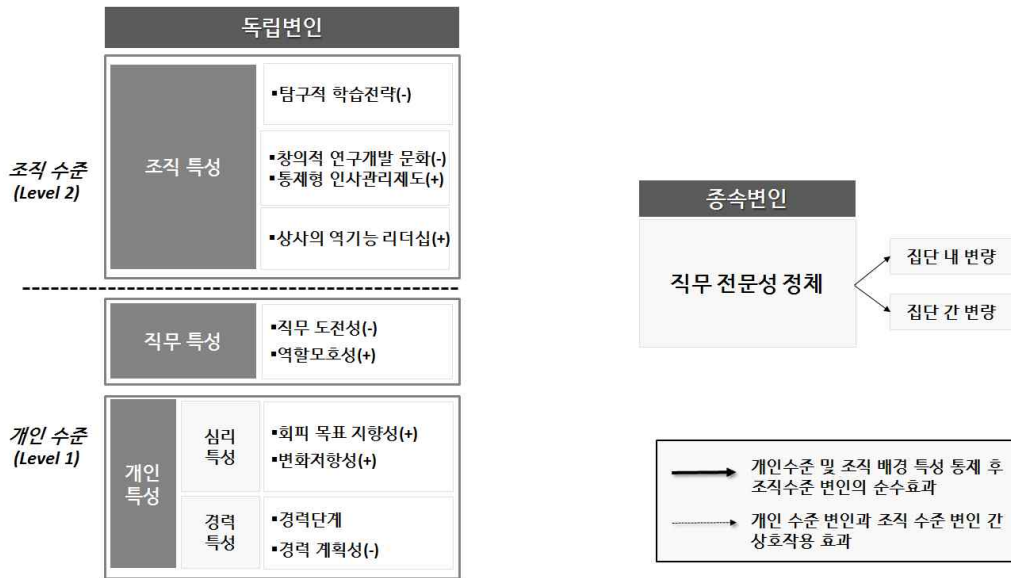 독립변인
조직 수준
(Level 2)
조직 특성
▪탐구적 학습전략(-)
▪창의적 연구개발 문화(-)
▪통제형 인사관리제도(+)
▪상사의 역기능 리더십(+)
개인 수준
(Level 1)
직무 특성
▪직무 도전성(-)
▪역할모호성(+)
개인
특성
심리
특성
▪회피 목표 지향성(+)
▪변화저항성(+)
경력
특성
▪경력단계
▪경력 계획성(-)
종속변인
직무 전문성 정체
집단 내 변량
집단 간 변량
개인수준 및 조직 배경 특성 통제 후
조직수준 변인의 순수효과
개인 수준 변인과 조직 수준 변인 간
상호작용 효과